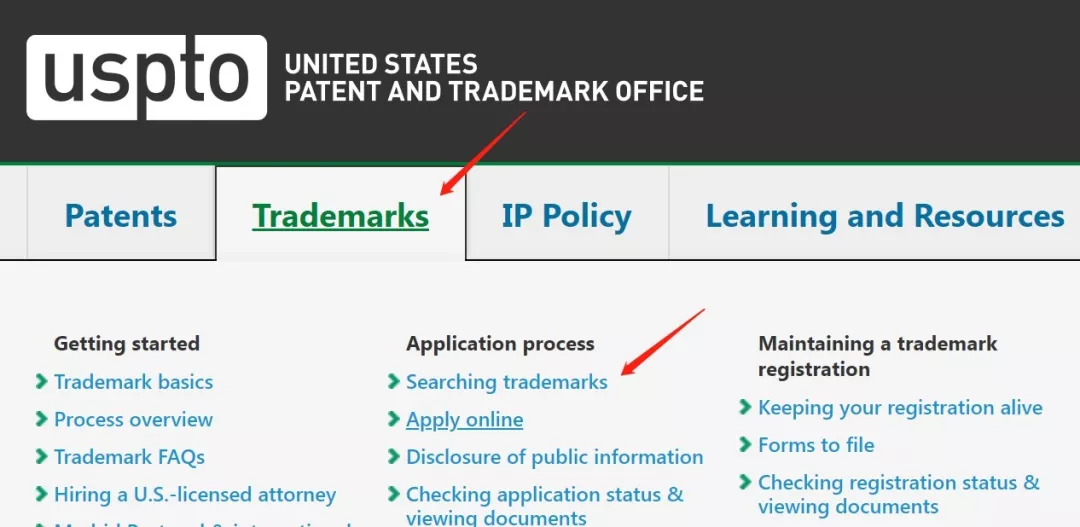 uspto
UNITED STATES
PATENT AND TRADEMARK OFFICE
Patents
Trademarks
IP Policy
Learning and Resources
Getting started
Trademark basics
Process overview
Trademark FAQs
Hiring a U.S.-licensed attorney
Application process
Searching trademarks
Apply online
Disclosure of public information
Checking application status &
viewing documents
Maintaining a trademark
registration
Keeping your registration alive
Forms to file
Checking registration status &
viewing documents